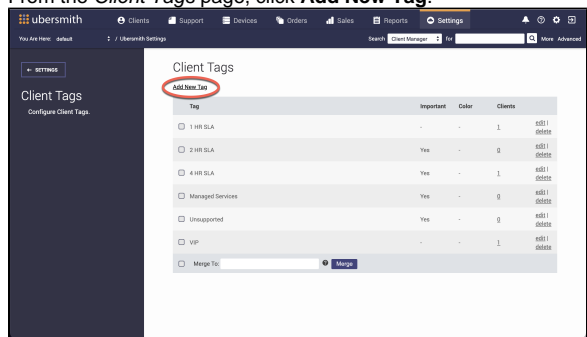 From the Client Tags page, click Add New Tag.
ubersmith Clients Support Devices Orders Sales Reports Settings
You Are Here: default / Ubersmith Settings Search Client Manager for More Advanced
← SETTINGS
Client Tags
Configure Client Tags.
Client Tags
Add New Tag
Tag Important Color Clients
1 HR SLA - - 1 edit |
delete
2 HR SLA Yes - 0 edit |
delete
4 HR SLA Yes - 1 edit |
delete
Managed Services Yes - 0 edit |
delete
Unsupported Yes - 0 edit |
delete
VIP - - 1 edit |
delete
Merge To: Merge